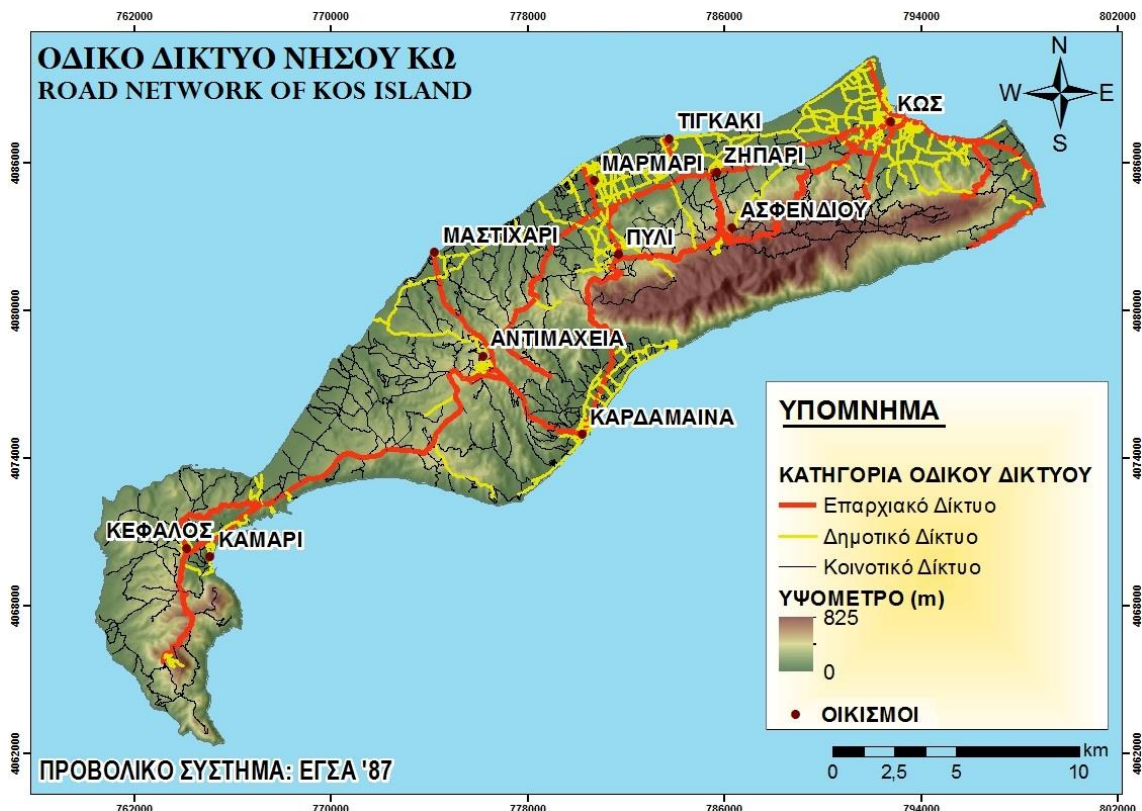 762000 770000 778000 786000 794000 802000
ΟΔΙΚΟ ΔΙΚΤΥΟ ΝΗΣΟΥ ΚΩ
ROAD NETWORK OF KOS ISLAND
N
W E
S
ΚΩΣ
ΤΙΓΚΑΚΙ
ΖΗΠΑΡΙ
ΜΑΡΜΑΡΙ
4086000 4086000
ΑΣΦΕΝΔΙΟΥ
ΠΥΛΙ
ΜΑΣΤΙΧΑΡΙ
4080000 4080000
ΑΝΤΙΜΑΧΕΙΑ
ΚΑΡΔΑΜΑΙΝΑ
4074000 4074000
ΚΕΦΑΛΟΣ
ΚΑΜΑΡΙ
4068000 4068000
4062000 4062000
ΥΠΟΜΝΗΜΑ
ΚΑΤΗΓΟΡΙΑ ΟΔΙΚΟΥ ΔΙΚΤΥΟΥ
Επαρχιακό Δίκτυο
Δημοτικό Δίκτυο
Κοινοτικό Δίκτυο
ΥΨΟΜΕΤΡΟ (m)
825
0
ΟΙΚΙΣΜΟΙ
km
0 2,5 5 10
ΠΡΟΒΟΛΙΚΟ ΣΥΣΤΗΜΑ: ΕΓΣΑ '87
762000 770000 778000 786000 794000 802000